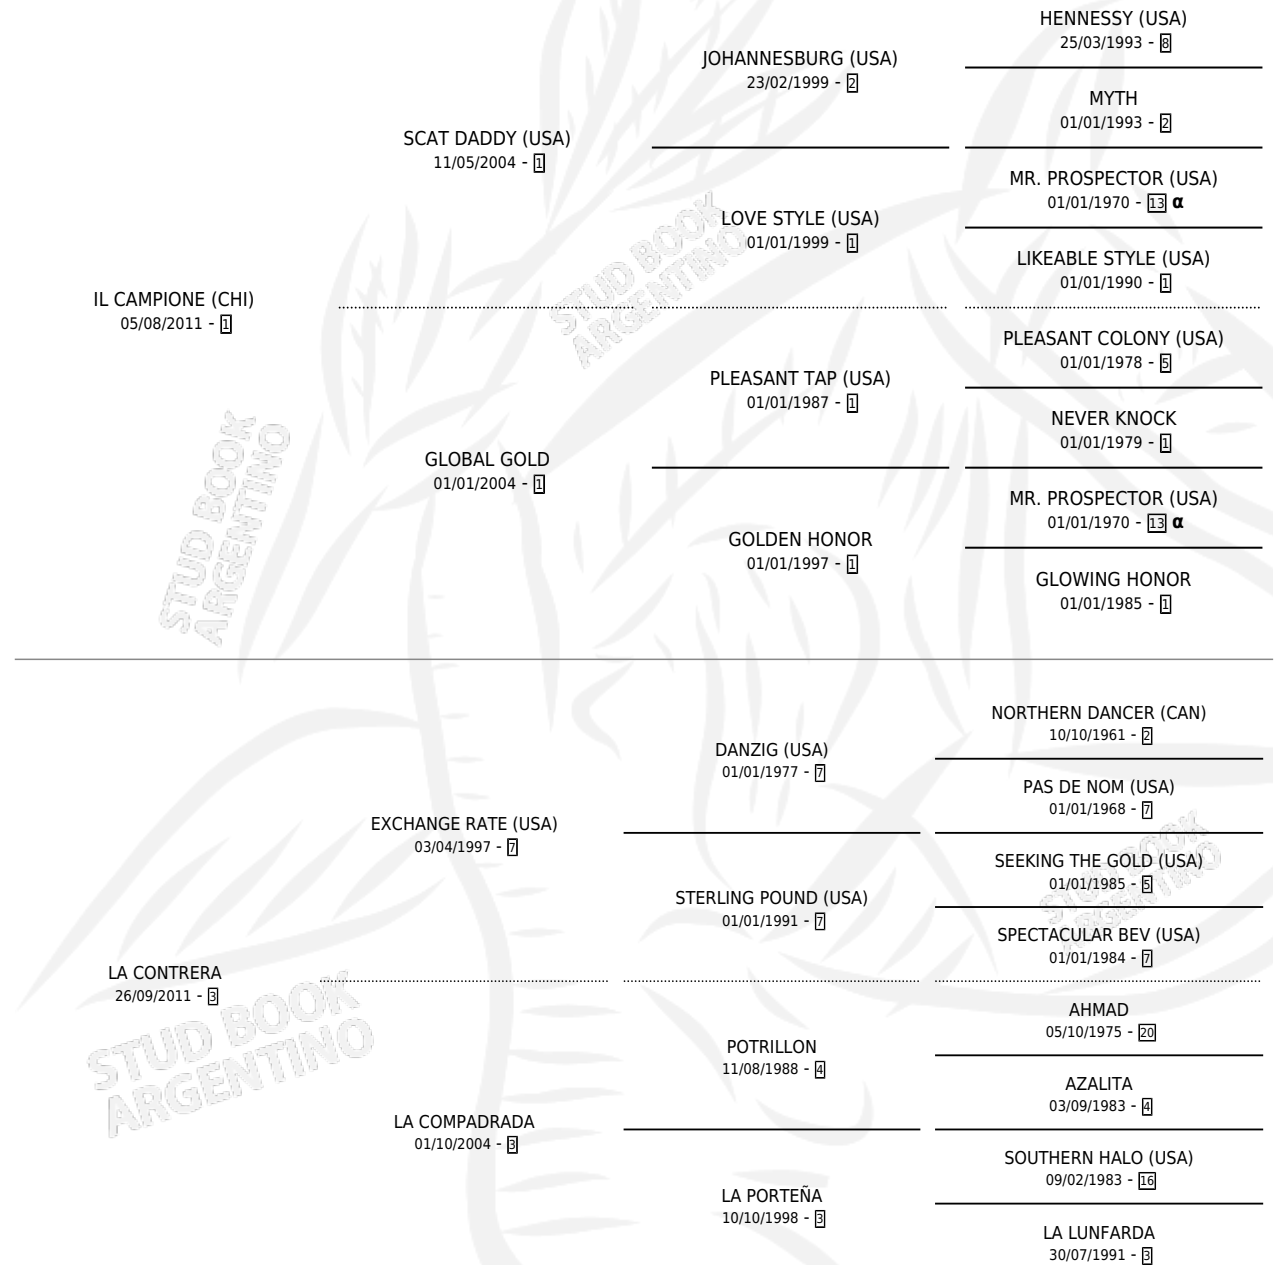 HENNESSY (USA)
25/03/1993 - 8
JOHANNESBURG (USA)
23/02/1999 - 2
MYTH
01/01/1993 - 2
SCAT DADDY (USA)
11/05/2004 - 1
MR. PROSPECTOR (USA)
01/01/1970 - 13 α
LOVE STYLE (USA)
01/01/1999 - 1
LIKEABLE STYLE (USA)
01/01/1990 - 1
STUD BOOK
ARGENTINO
IL CAMPIONE (CHI)
05/08/2011 - 1
PLEASANT COLONY (USA)
01/01/1978 - 5
PLEASANT TAP (USA)
01/01/1987 - 1
NEVER KNOCK
01/01/1979 - 1
GLOBAL GOLD
01/01/2004 - 1
MR. PROSPECTOR (USA)
01/01/1970 - 13 α
GOLDEN HONOR
01/01/1997 - 1
GLOWING HONOR
01/01/1985 - 1
STUD BOOK
ARGENTINO
NORTHERN DANCER (CAN)
10/10/1961 - 2
DANZIG (USA)
01/01/1977 - 7
PAS DE NOM (USA)
01/01/1968 - 7
EXCHANGE RATE (USA)
03/04/1997 - 7
SEEKING THE GOLD (USA)
01/01/1985 - 5
STERLING POUND (USA)
01/01/1991 - 7
SPECTACULAR BEV (USA)
01/01/1984 - 7
STUD BOOK
ARGENTINO
LA CONTRERA
26/09/2011 - 3
AHMAD
05/10/1975 - 20
POTRILLON
11/08/1988 - 4
AZALITA
03/09/1983 - 4
STUD BOOK
ARGENTINO
LA COMPADRADA
01/10/2004 - 3
SOUTHERN HALO (USA)
09/02/1983 - 16
LA PORTEÑA
10/10/1998 - 3
LA LUNFARDA
30/07/1991 - 3